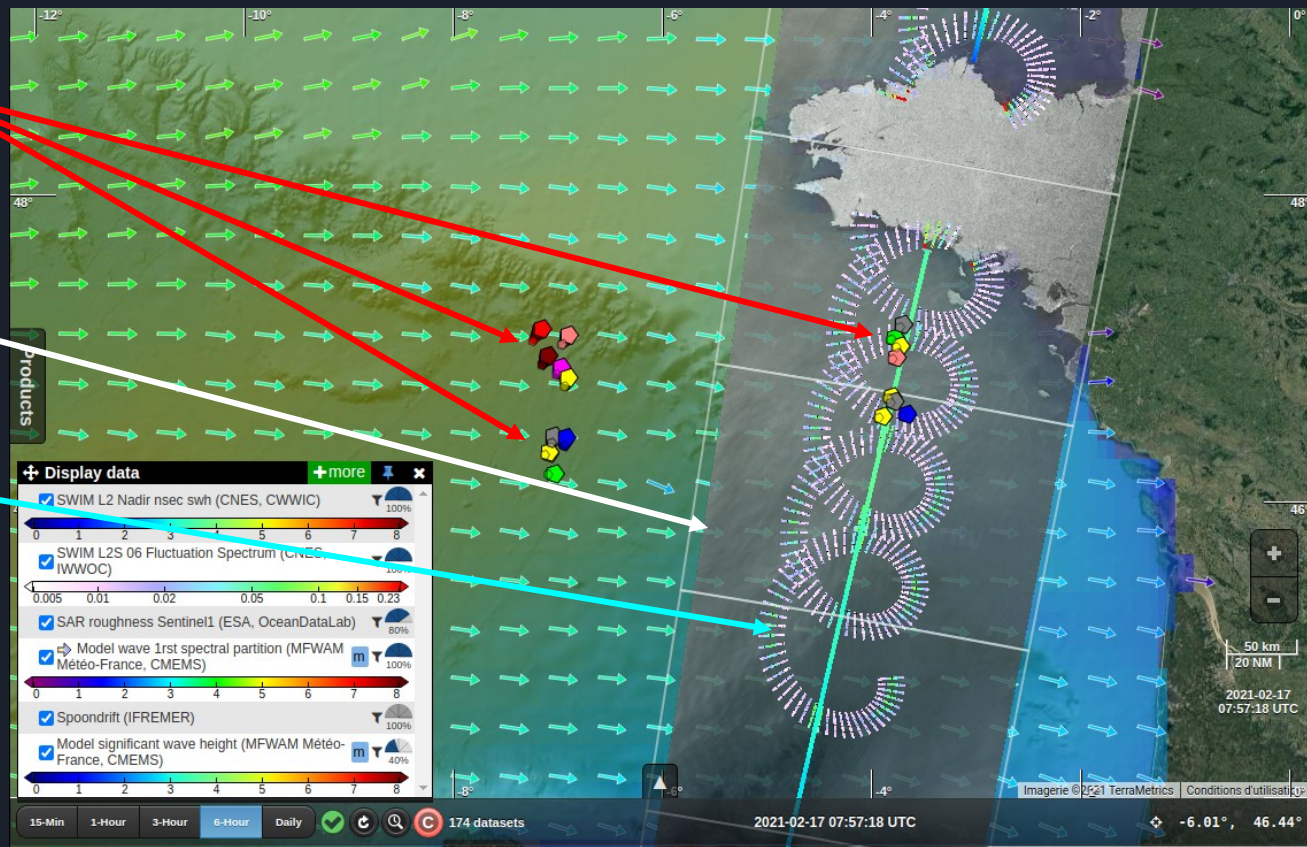 -12°
-10°
-8°
-6°
-4°
-2°
0°
48°
48°
46°
Products
Display data
+more
SWIM L2 Nadir nsec swh (CNES, CWWIC)
100%
0 1 2 3 4 5 6 7 8
SWIM L2S 06 Fluctuation Spectrum (CNES, IWWOC)
100%
0.005 0.01 0.02 0.05 0.1 0.15 0.23
SAR roughness Sentinel1 (ESA, OceanDataLab)
80%
Model wave 1rst spectral partition (MFWAM
Météo-France, CMEMS)
m
100%
0 1 2 3 4 5 6 7 8
Spoondrift (IFREMER)
100%
Model significant wave height (MFWAM Météo-
France, CMEMS)
m
40%
0 1 2 3 4 5 6 7 8
50 km
20 NM
2021-02-17
07:57:18 UTC
-8°
-6°
-4°
Imagerie ©2021 TerraMetrics
Conditions d'utilisation
15-Min
1-Hour
3-Hour
6-Hour
Daily
C
174 datasets
2021-02-17 07:57:18 UTC
-6.01°, 46.44°